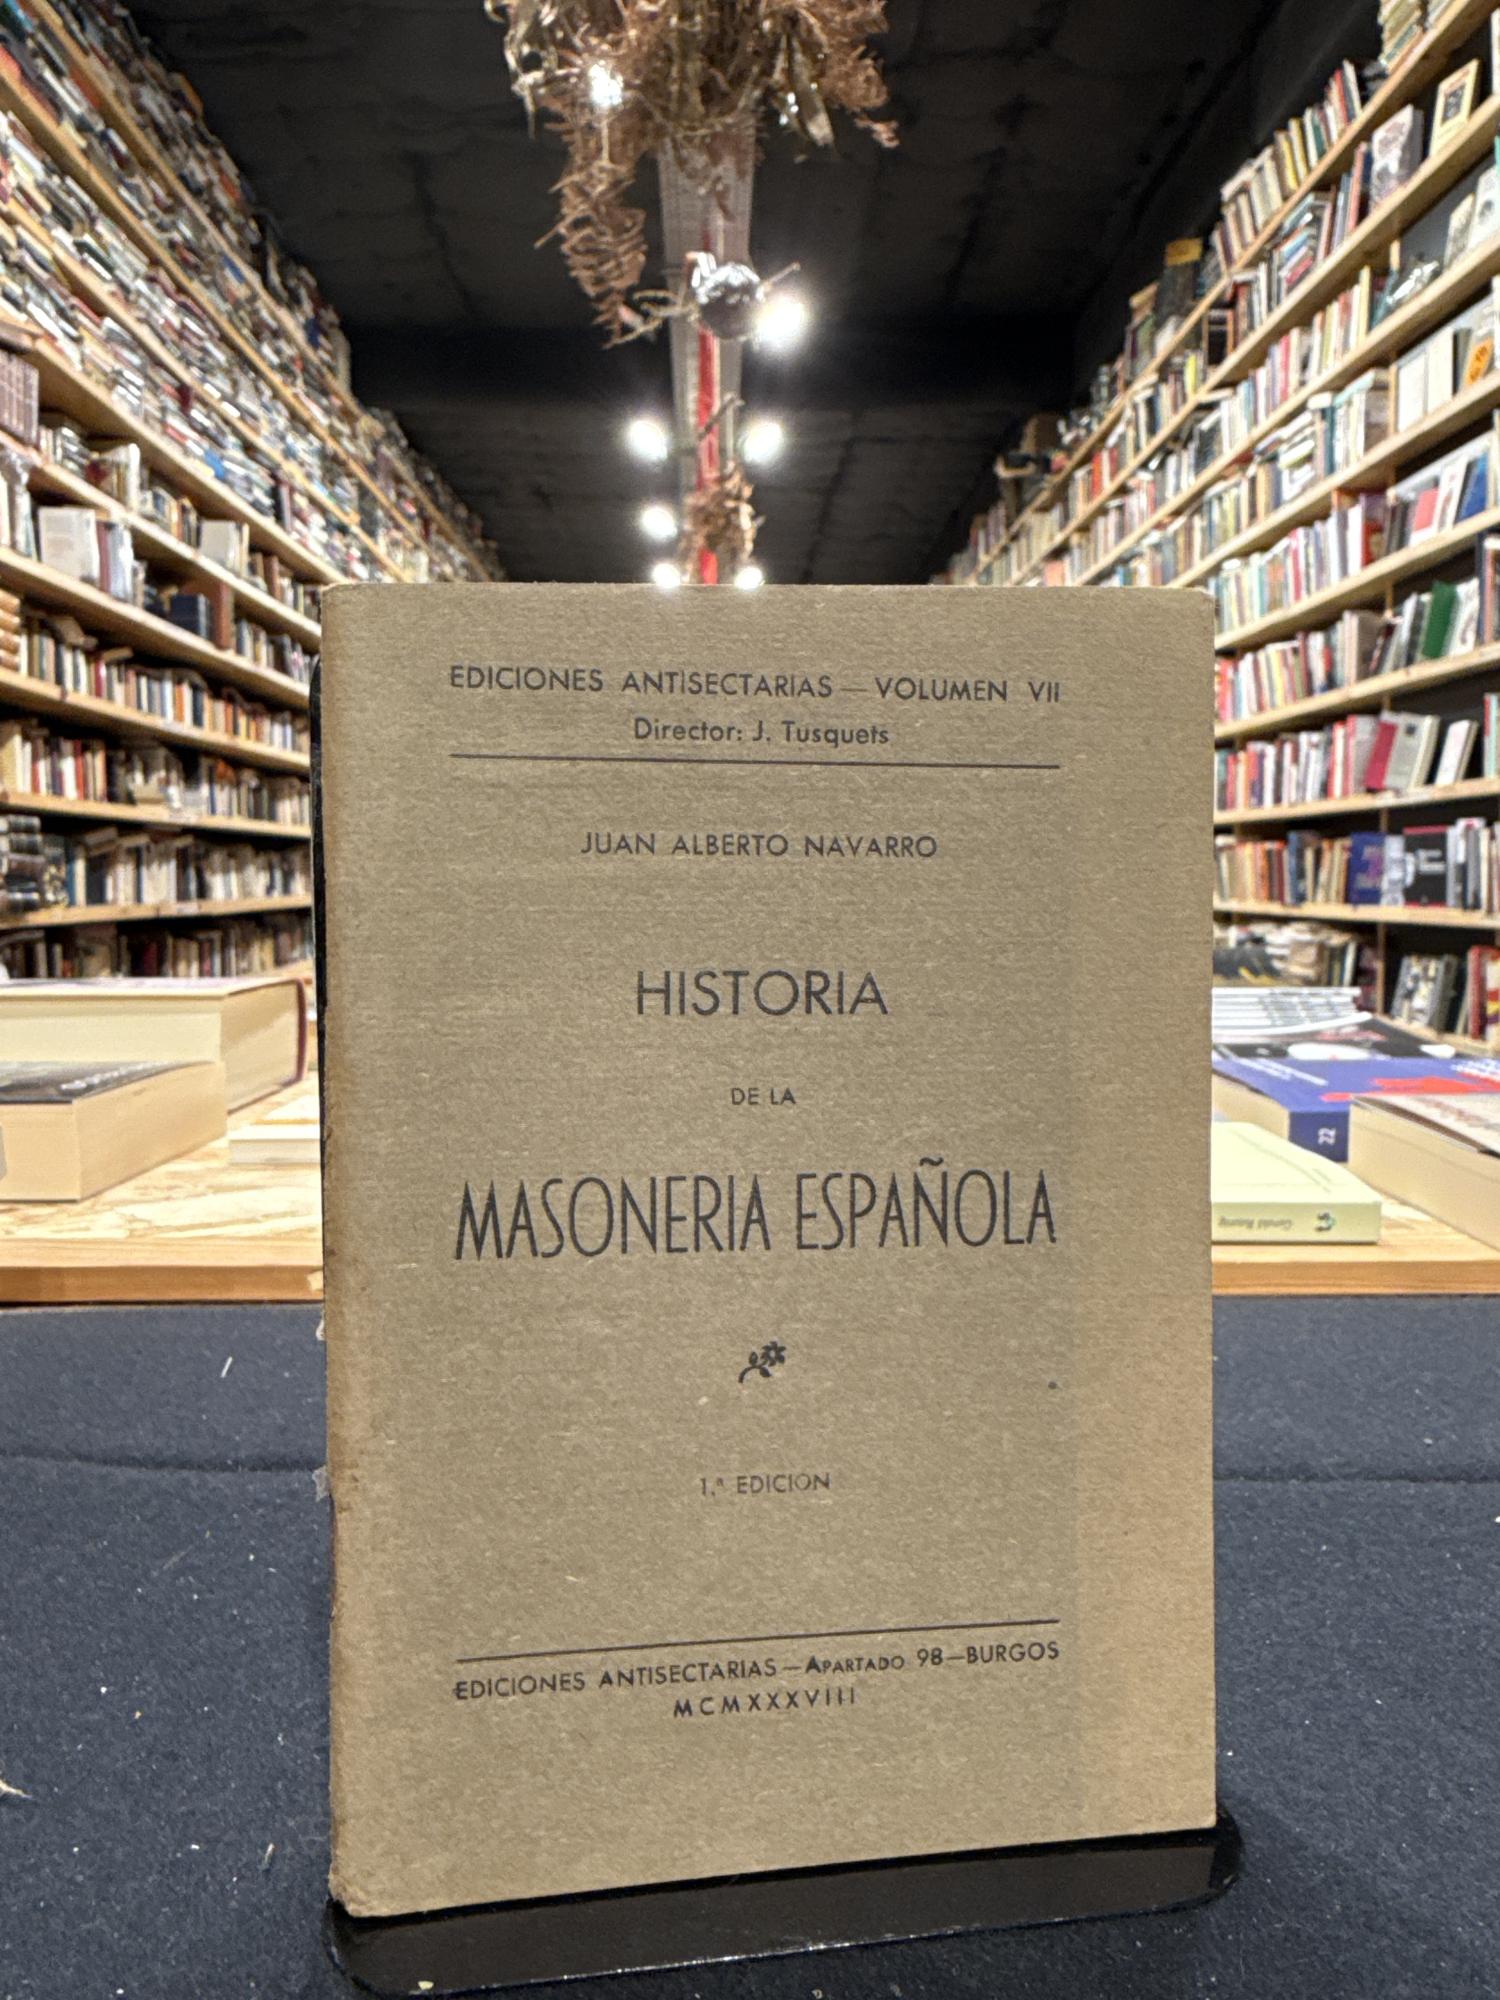 EDICIONES ANTISECTARIAS — VOLUMEN VII
Director: J. Tusquets
JUAN ALBERTO NAVARRO
HISTORIA
DE LA
MASONERIA ESPAÑOLA
1.ª EDICION
EDICIONES ANTISECTARIAS—APARTADO 98—BURGOS
MCMXXXVIII
22